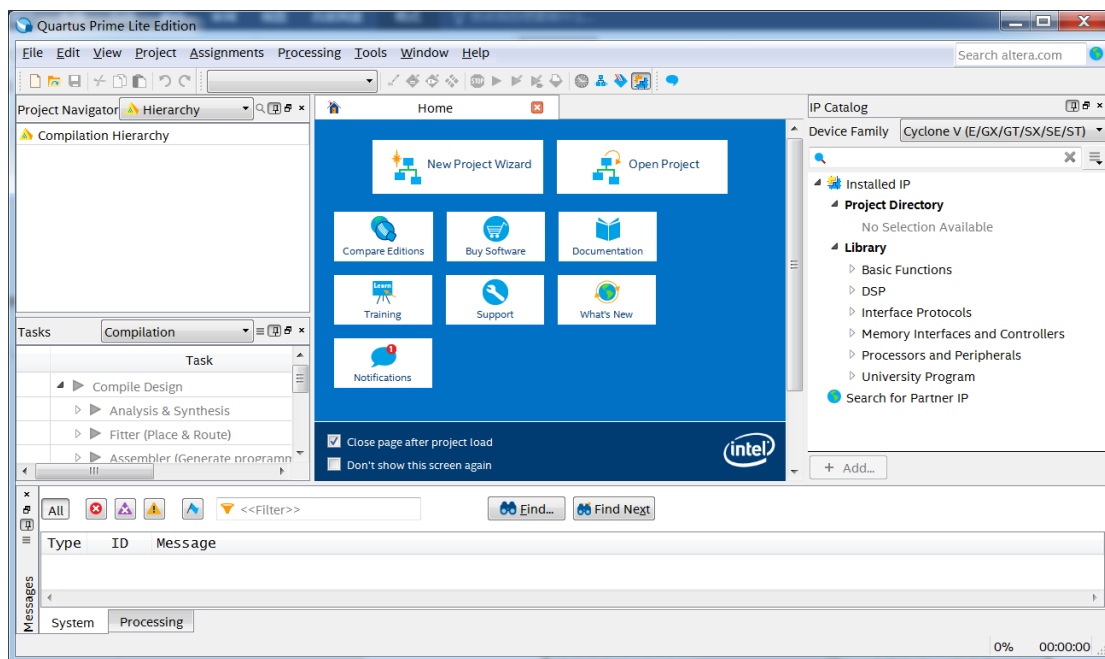 Quartus Prime Lite Edition
File Edit View Project Assignments Processing Tools Window Help
Search altera.com
Project Navigator Hierarchy
Compilation Hierarchy
Tasks Compilation
Task
Compile Design
Analysis & Synthesis
Fitter (Place & Route)
Assembler (Generate programm
Home
New Project Wizard
Open Project
Compare Editions
Buy Software
Documentation
Learn
Training
Support
What's New
1
Notifications
Close page after project load
Don't show this screen again
intel
IP Catalog
Device Family Cyclone V (E/GX/GT/SX/SE/ST)
Installed IP
Project Directory
No Selection Available
Library
Basic Functions
DSP
Interface Protocols
Memory Interfaces and Controllers
Processors and Peripherals
University Program
Search for Partner IP
+ Add...
Messages
All
<<Filter>>
Find...
Find Next
Type ID Message
System Processing
0% 00:00:00